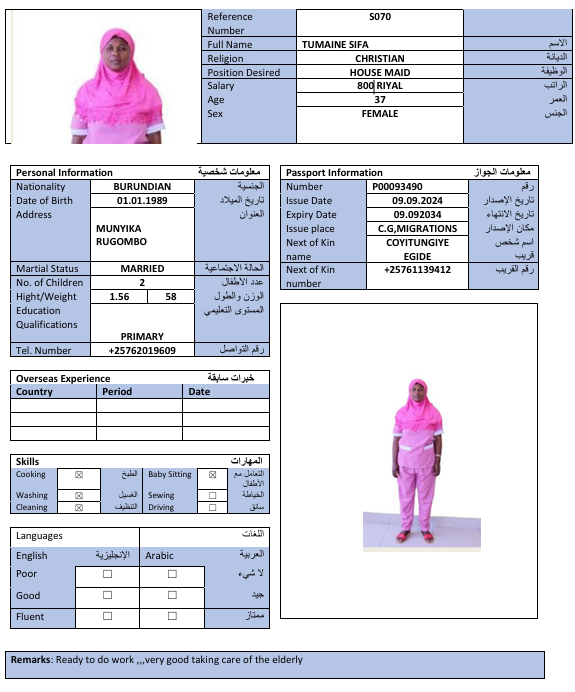 Reference Number S070
Full Name TUMAINE SIFA الاسم
Religion CHRISTIAN الديانة
Position Desired HOUSE MAID الوظيفة
Salary 800 RIYAL الراتب
Age 37 العمر
Sex FEMALE الجنس
Personal Information معلومات شخصية
Nationality BURUNDIAN الجنسية
Date of Birth 01.01.1989 تاريخ الميلاد
Address العنوان
MUNYIKA
RUGOMBO
Martial Status MARRIED الحالة الاجتماعية
No. of Children 2 عدد الأطفال
Hight/Weight 1.56 58 الوزن والطول
Education المستوى التعليمي
Qualifications
PRIMARY
Tel. Number +25762019609 رقم التواصل
Passport Information معلومات الجواز
Number P00093490 رقم
Issue Date 09.09.2024 تاريخ الإصدار
Expiry Date 09.092034 تاريخ الانتهاء
Issue place C.G,MIGRATIONS مكان الإصدار
Next of Kin COYITUNGIYE اسم شخص
name EGIDE قريب
Next of Kin +25761139412 رقم القريب
number
Overseas Experience خبرات سابقة
Country Period Date
Skills المهارات
Cooking ☒ الطبخ Baby Sitting ☒ التعامل مع
الأطفال
Washing ☒ الغسيل Sewing ☐ الخياطة
Cleaning ☒ التنظيف Driving ☐ سائق
Languages اللغات
English الإنجليزية Arabic العربية
Poor ☐ ☐ لا شيء
Good ☐ ☐ جيد
Fluent ☐ ☐ ممتاز
Remarks: Ready to do work ,,,very good taking care of the elderly